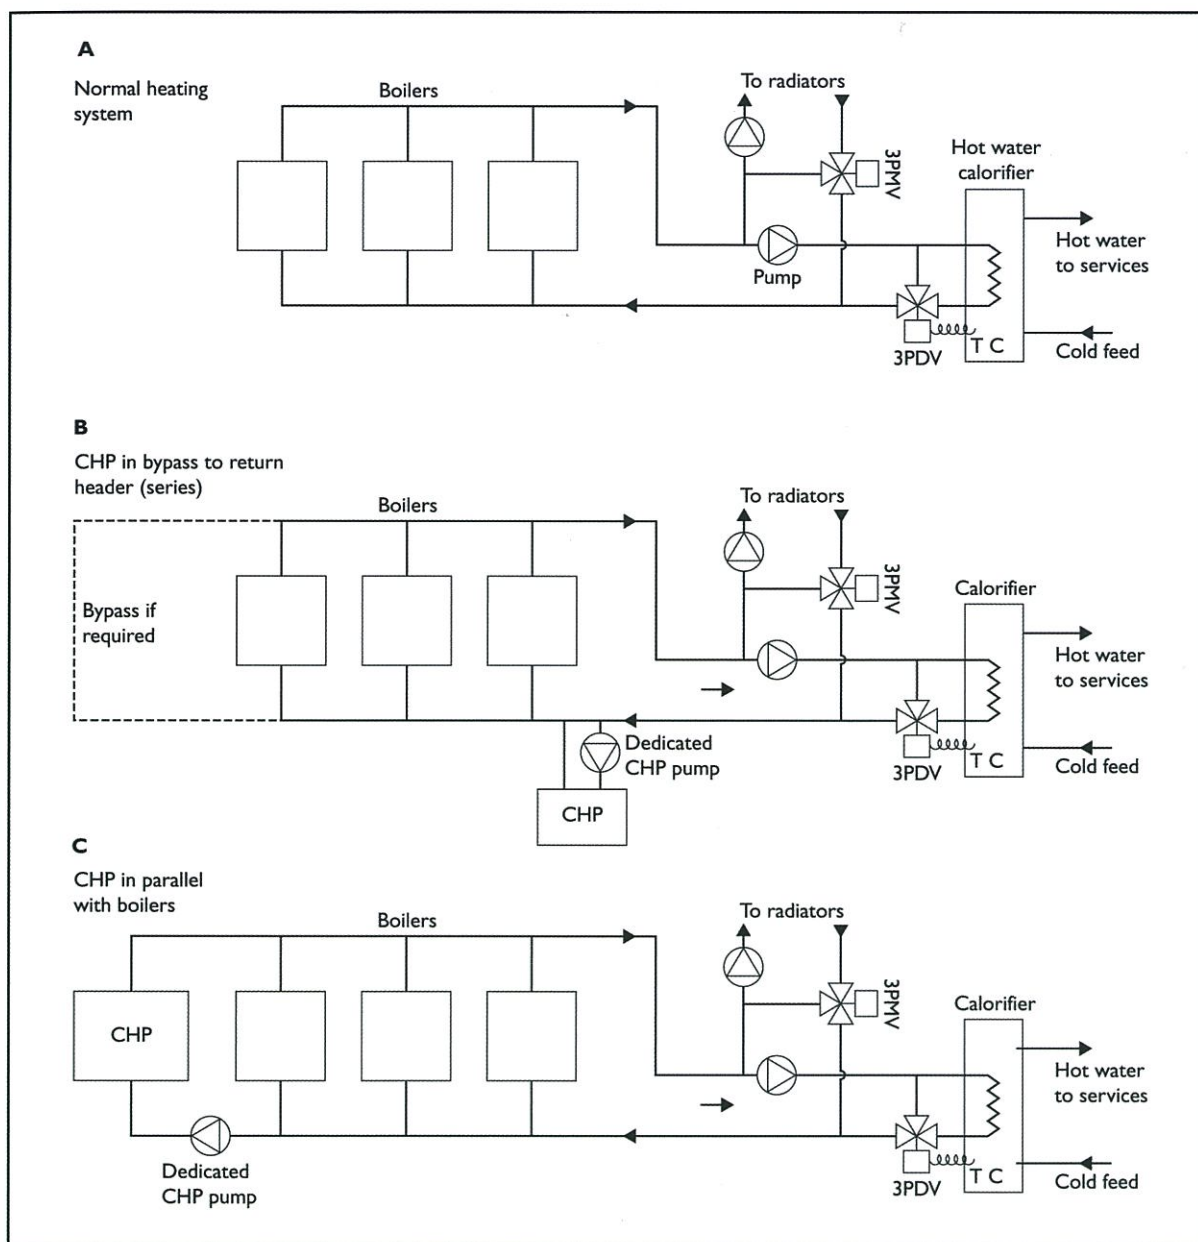 A
Normal heating
system
Boilers
To radiators
3PMV
Hot water
calorifier
Hot water
to services
Pump
3PDV
T C
Cold feed
B
CHP in bypass to return
header (series)
Boilers
To radiators
3PMV
Calorifier
Bypass if
required
Hot water
to services
Dedicated
CHP pump
3PDV
T C
Cold feed
CHP
C
CHP in parallel
with boilers
Boilers
To radiators
3PMV
Calorifier
CHP
Hot water
to services
Dedicated
CHP pump
3PDV
T C
Cold feed